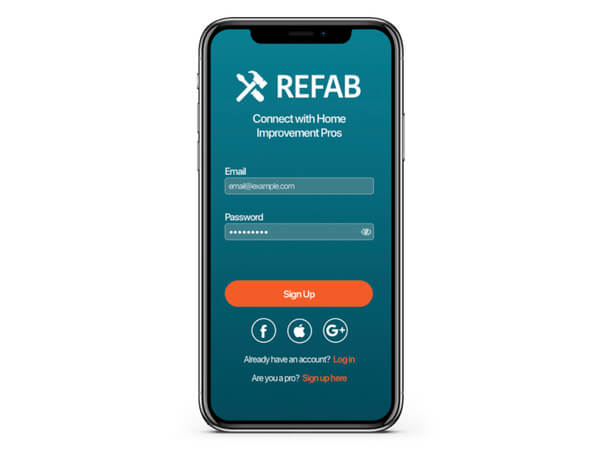 REFAB
Connect with Home
Improvement Pros
Email
email@example.com
Password
•••••••••
Sign Up
f G+
Already have an account? Log in
Are you a pro? Sign up here